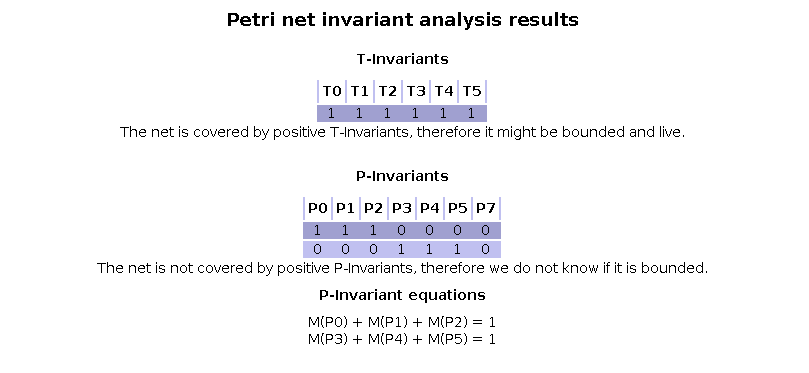 Petri net invariant analysis results
T-Invariants
T0 T1 T2 T3 T4 T5
1 1 1 1 1 1
The net is covered by positive T-Invariants, therefore it might be bounded and live.
P-Invariants
P0 P1 P2 P3 P4 P5 P7
1 1 1 0 0 0 0
0 0 0 1 1 1 0
The net is not covered by positive P-Invariants, therefore we do not know if it is bounded.
P-Invariant equations
M(P0) + M(P1) + M(P2) = 1
M(P3) + M(P4) + M(P5) = 1